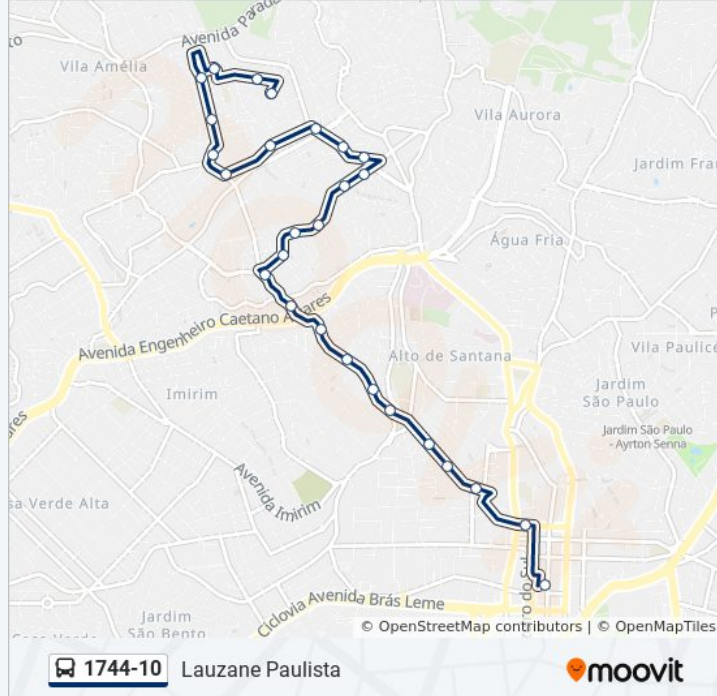 Avenida Parada
Vila Amélia
Vila Aurora
Jardim Fran
Água Fria
Avenida Engenheiro Caetano Álvares
Alto de Santana
Vila Paulice
Imirim
Jardim
São Paulo
Jardim São Paulo
- Ayrton Senna
Avenida Imirim
sa Verde Alta
Ciclovia Avenida Brás Leme
Jardim
São Bento
© OpenStreetMap contributors | © OpenMapTiles
1744-10
Lauzane Paulista
moovit